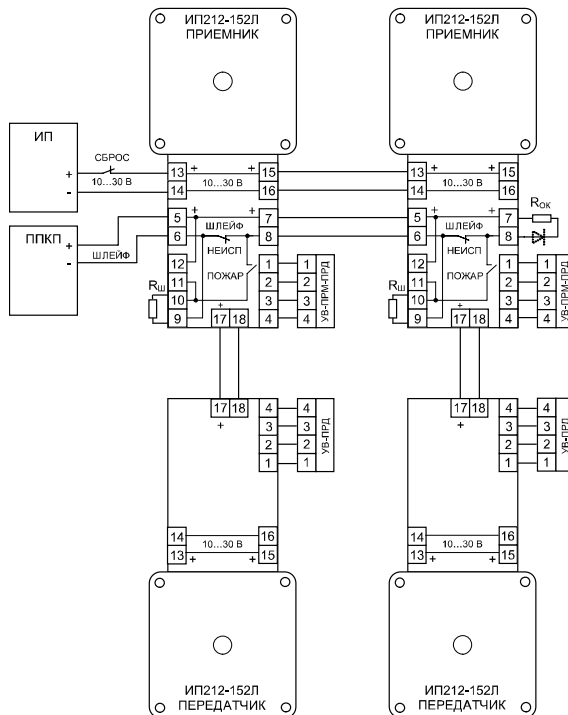 ИП212-152Л
ПРИЕМНИК
ИП212-152Л
ПРИЕМНИК
ИП
+
-
СБРОС
10...30 В
13 + + 15
14 10...30 В 16
13 + + 15
14 10...30 В 16
ППКП
+
-
ШЛЕЙФ
5 + + 7
6 ШЛЕЙФ 8
НЕИСП
12
11
10
9
RШ
ПОЖАР
1 1
2 2
3 3
4 4
УВ-ПРМ-ПРД
+
17 18
5 + + 7
6 ШЛЕЙФ 8
НЕИСП
RОК
12
11
10
9
RШ
ПОЖАР
1 1
2 2
3 3
4 4
УВ-ПРМ-ПРД
+
17 18
17 18
+
4 4
3 3
2 2
1 1
УВ-ПРД
17 18
+
4 4
3 3
2 2
1 1
УВ-ПРД
14 16
10...30 В
13 + + 15
14 16
10...30 В
13 + + 15
ИП212-152Л
ПЕРЕДАТЧИК
ИП212-152Л
ПЕРЕДАТЧИК